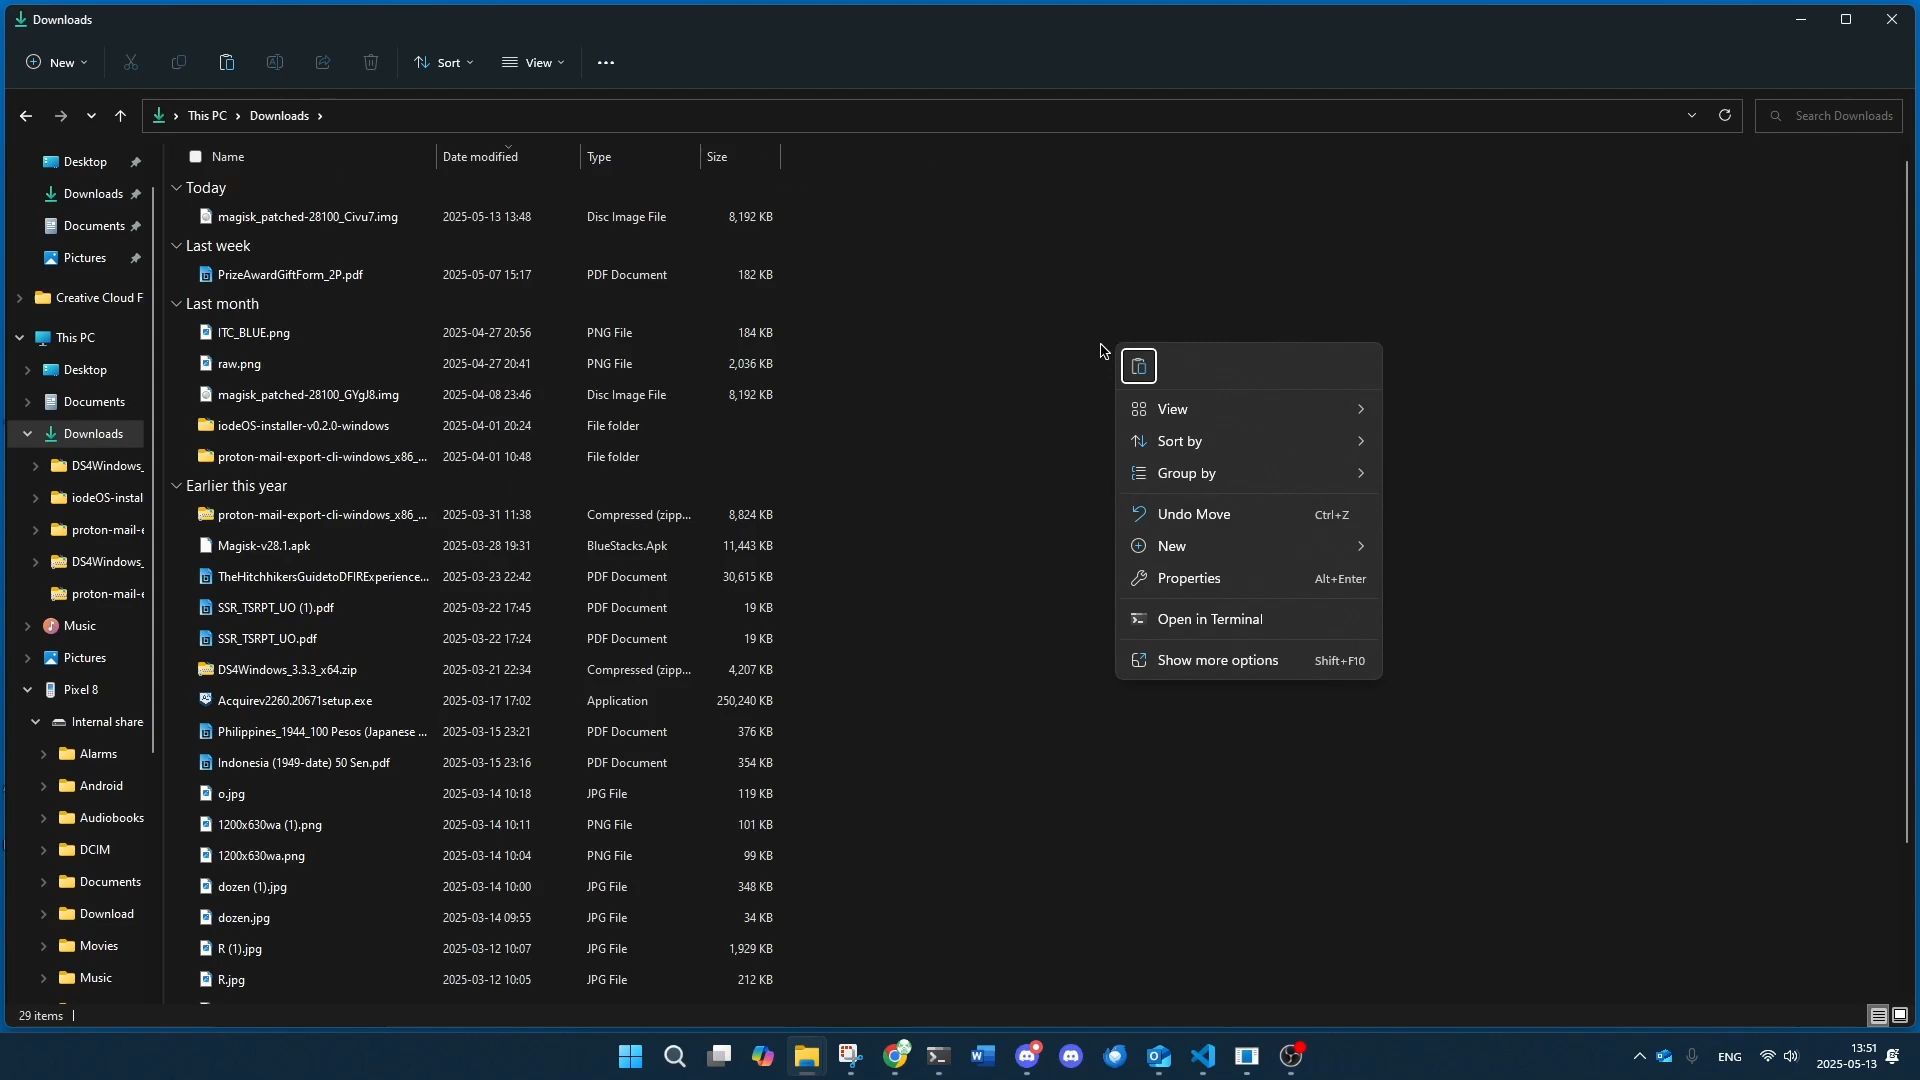 Downloads
New
Sort
View
This PC
Downloads
Search Downloads
Desktop
Downloads
Documents
Pictures
Creative Cloud F
This PC
Desktop
Documents
Downloads
DS4Windows_
iodeOS-instal
proton-mail-e
DS4Windows_
proton-mail-e
Music
Pictures
Pixel 8
Internal share
Alarms
Android
Audiobooks
DCIM
Documents
Download
Movies
Music
Name Date modified Type Size
Today
magisk_patched-28100_Civu7.img 2025-05-13 13:48 Disc Image File 8,192 KB
Last week
PrizeAwardGiftForm_2P.pdf 2025-05-07 15:17 PDF Document 182 KB
Last month
ITC_BLUE.png 2025-04-27 20:56 PNG File 184 KB
raw.png 2025-04-27 20:41 PNG File 2,036 KB
magisk_patched-28100_GYgJ8.img 2025-04-08 23:46 Disc Image File 8,192 KB
iodeOS-installer-v0.2.0-windows 2025-04-01 20:24 File folder
proton-mail-export-cli-windows_x86_... 2025-04-01 10:48 File folder
Earlier this year
proton-mail-export-cli-windows_x86_... 2025-03-31 11:38 Compressed (zipp... 8,824 KB
Magisk-v28.1.apk 2025-03-28 19:31 BlueStacks.Apk 11,443 KB
TheHitchhikersGuidetoDFIRExperience... 2025-03-23 22:42 PDF Document 30,615 KB
SSR_TSRPT_UO (1).pdf 2025-03-22 17:45 PDF Document 19 KB
SSR_TSRPT_UO.pdf 2025-03-22 17:24 PDF Document 19 KB
DS4Windows_3.3.3_x64.zip 2025-03-21 22:34 Compressed (zipp... 4,207 KB
Acquirev2260.20671setup.exe 2025-03-17 17:02 Application 250,240 KB
Philippines_1944_100 Pesos (Japanese ... 2025-03-15 23:21 PDF Document 376 KB
Indonesia (1949-date) 50 Sen.pdf 2025-03-15 23:16 PDF Document 354 KB
o.jpg 2025-03-14 10:18 JPG File 119 KB
1200x630wa (1).png 2025-03-14 10:11 PNG File 101 KB
1200x630wa.png 2025-03-14 10:04 PNG File 99 KB
dozen (1).jpg 2025-03-14 10:00 JPG File 348 KB
dozen.jpg 2025-03-14 09:55 JPG File 34 KB
R (1).jpg 2025-03-12 10:07 JPG File 1,929 KB
R.jpg 2025-03-12 10:05 JPG File 212 KB
View
Sort by
Group by
Undo Move Ctrl+Z
New
Properties Alt+Enter
Open in Terminal
Show more options Shift+F10
29 items
ENG
13:51
2025-05-13